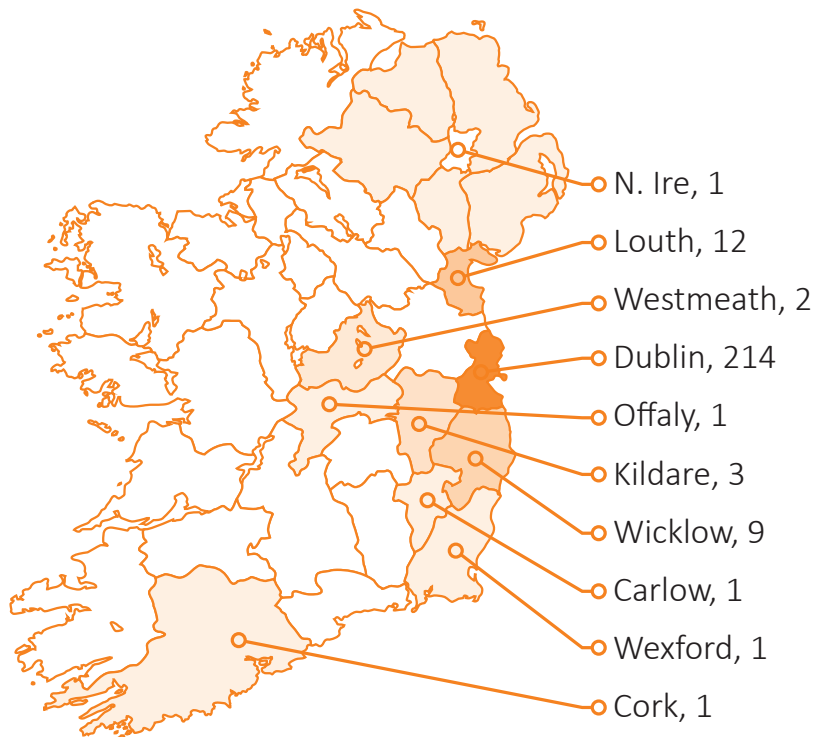 N. Ire, 1
Louth, 12
Westmeath, 2
Dublin, 214
Offaly, 1
Kildare, 3
Wicklow, 9
Carlow, 1
Wexford, 1
Cork, 1